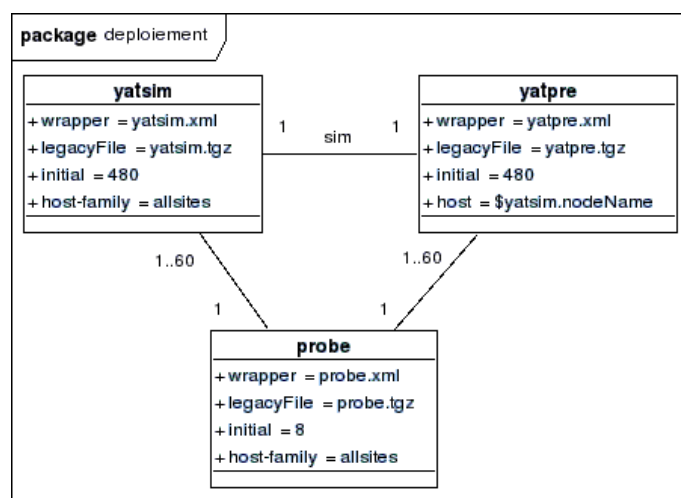 package deploiement
yatsim
+ wrapper = yatsim.xml
+ legacyFile = yatsim.tgz
+ initial = 480
+ host-family = allsites
1
sim
1
yatpre
+ wrapper = yatpre.xml
+ legacyFile = yatpre.tgz
+ initial = 480
+ host = $yatsim.nodeName
1..60
1
1..60
1
probe
+ wrapper = probe.xml
+ legacyFile = probe.tgz
+ initial = 8
+ host-family = allsites